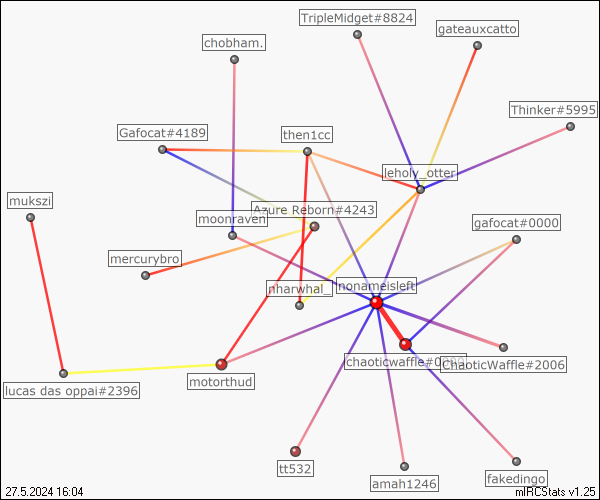 TripleMidget#8824
gateauxcatto
chobham.
Thinker#5995
Gafocat#4189
then1cc
leholy_otter
mukszi
Azure Reborn#4243
moonraven
gafocat#0000
mercurybro
nharwhal_
nonameisleft
chaoticwaffle#0
ChaoticWaffle#2006
motorthud
lucas das oppai#2396
tt532
amah1246
fakedingo
27.5.2024 16:04
mIRCStats v1.25